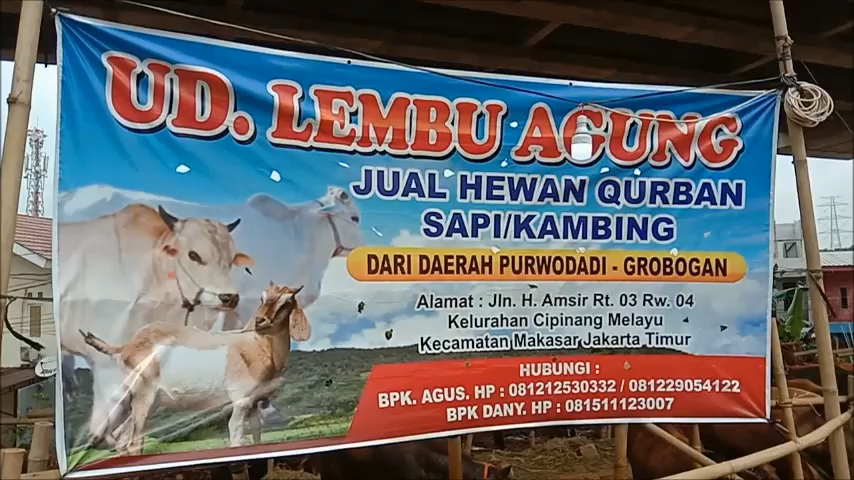 UD. LEMBU AGUNG
JUAL HEWAN QURBAN
SAPI/KAMBING
DARI DAERAH PURWODADI - GROBOGAN
Alamat : Jln. H. Amsir Rt. 03 Rw. 04
Kelurahan Cipinang Melayu
Kecamatan Makasar Jakarta Timur
HUBUNGI :
BPK. AGUS. HP : 081212530332 / 081229054122
BPK DANY. HP : 081511123007